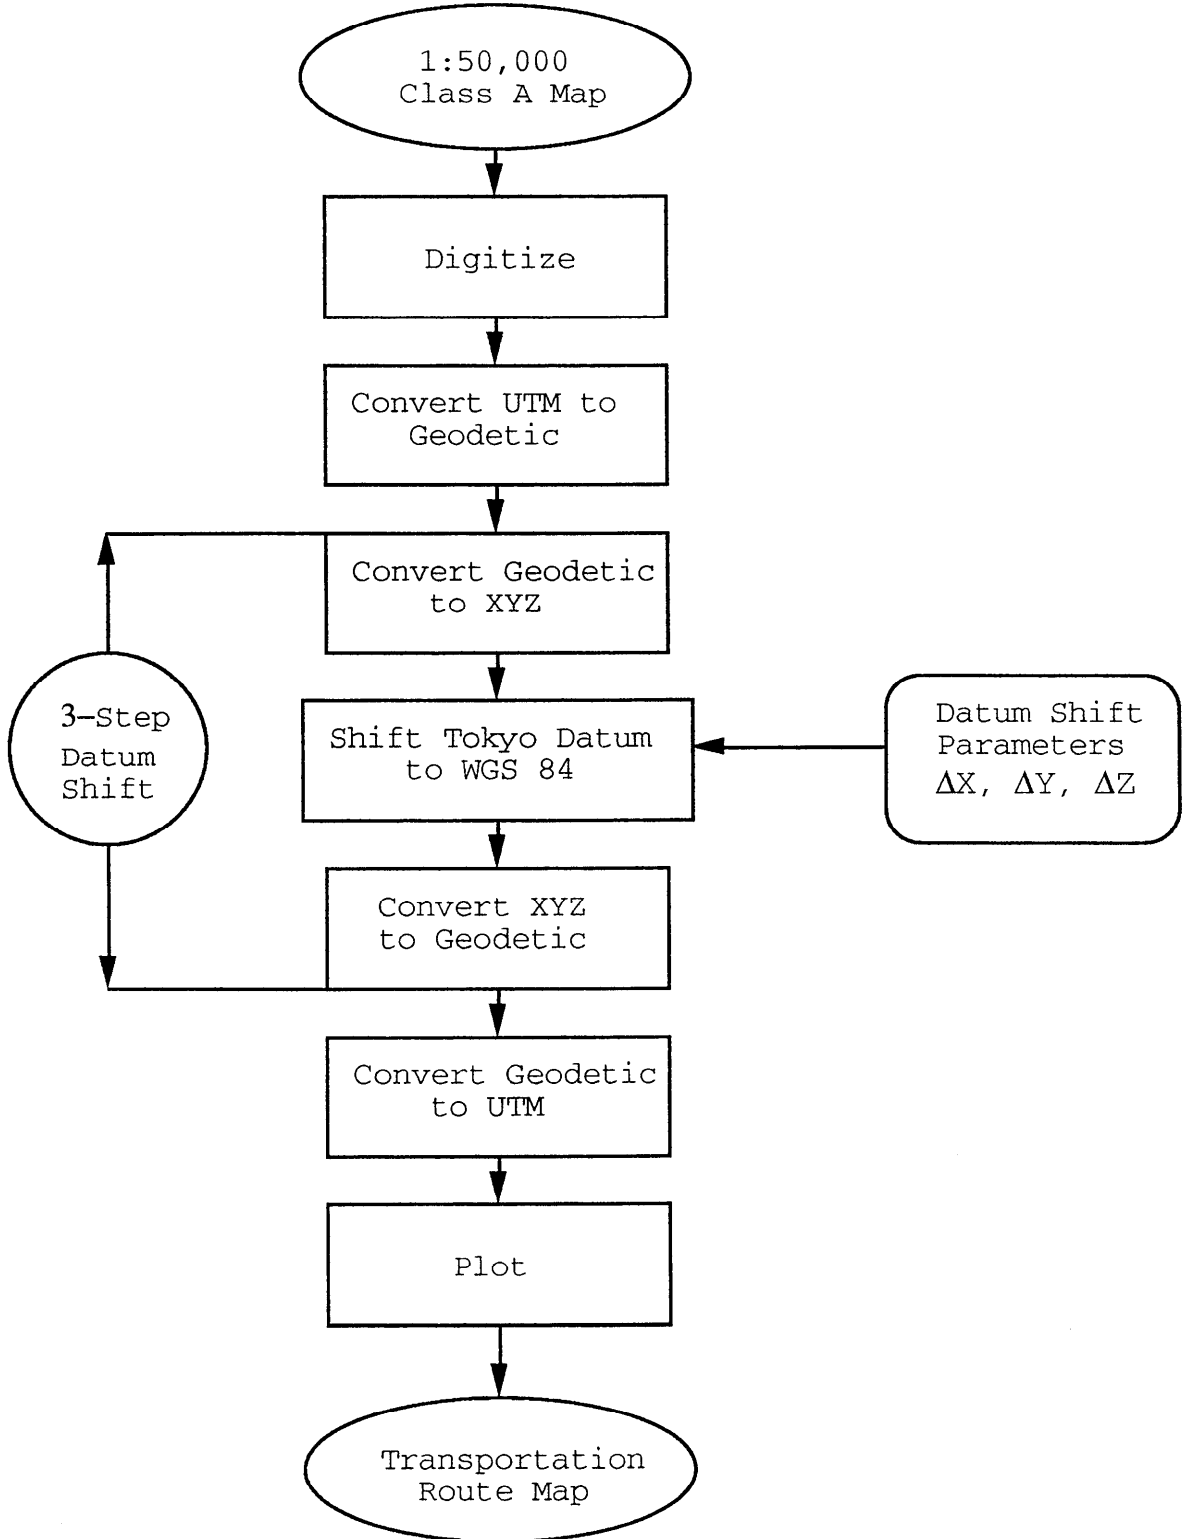 1:50,000
Class A Map
Digitize
Convert UTM to
Geodetic
Convert Geodetic
to XYZ
3-Step
Datum
Shift
Shift Tokyo Datum
to WGS 84
Datum Shift
Parameters
ΔX, ΔY, ΔZ
Convert XYZ
to Geodetic
Convert Geodetic
to UTM
Plot
Transportation
Route Map